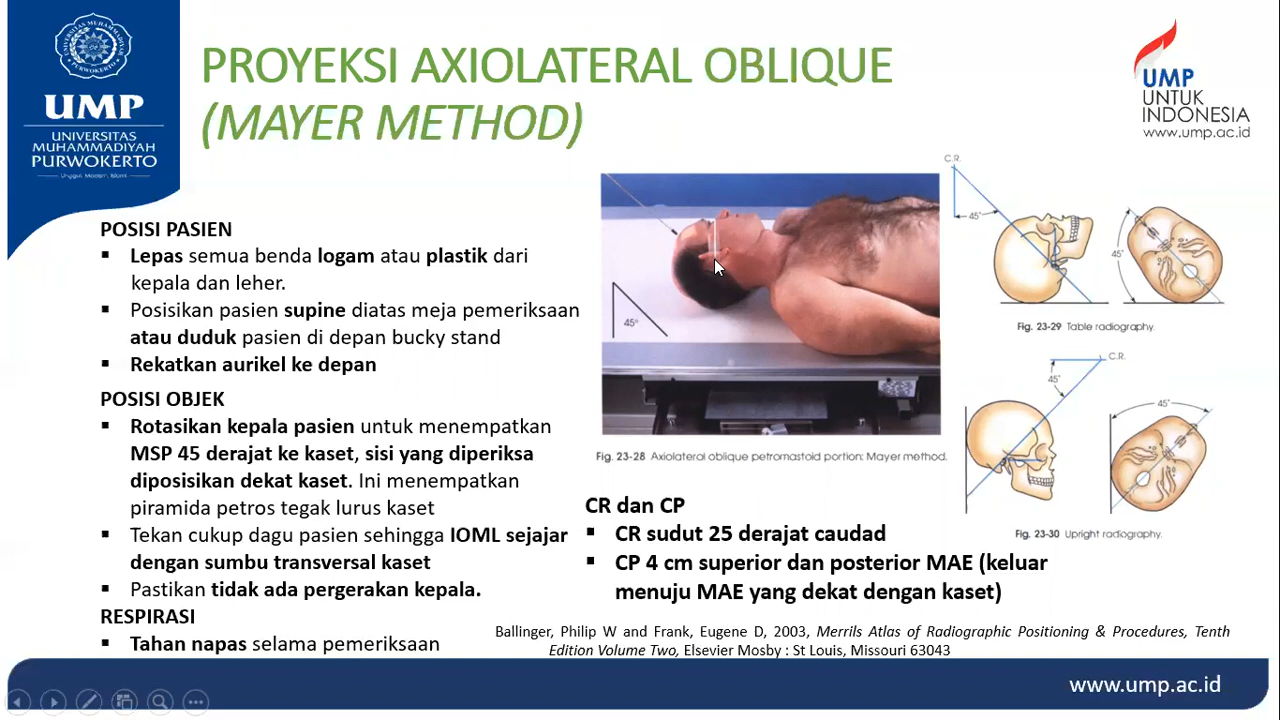 UMP
UNIVERSITAS
MUHAMMADIYAH
PURWOKERTO
PROYEKSI AXIOLATERAL OBLIQUE
(MAYER METHOD)
UMP
UNTUK
INDONESIA
www.ump.ac.id
POSISI PASIEN
▪ Lepas semua benda logam atau plastik dari
kepala dan leher.
▪ Posisikan pasien supine diatas meja pemeriksaan
atau duduk pasien di depan bucky stand
▪ Rekatkan aurikel ke depan
POSISI OBJEK
▪ Rotasikan kepala pasien untuk menempatkan
MSP 45 derajat ke kaset, sisi yang diperiksa
diposisikan dekat kaset. Ini menempatkan
piramida petros tegak lurus kaset
▪ Tekan cukup dagu pasien sehingga IOML sejajar
dengan sumbu transversal kaset
▪ Pastikan tidak ada pergerakan kepala.
RESPIRASI
▪ Tahan napas selama pemeriksaan
45°
Fig. 23-28 Axiolateral oblique petromastoid portion: Mayer method.
C.R.
45°
45°
Fig. 23-29 Table radiography.
C.R.
45°
45°
Fig. 23-30 Upright radiography.
CR dan CP
▪ CR sudut 25 derajat caudad
▪ CP 4 cm superior dan posterior MAE (keluar
menuju MAE yang dekat dengan kaset)
Ballinger, Philip W and Frank, Eugene D, 2003, Merrils Atlas of Radiographic Positioning & Procedures, Tenth
Edition Volume Two, Elsevier Mosby : St Louis, Missouri 63043
www.ump.ac.id